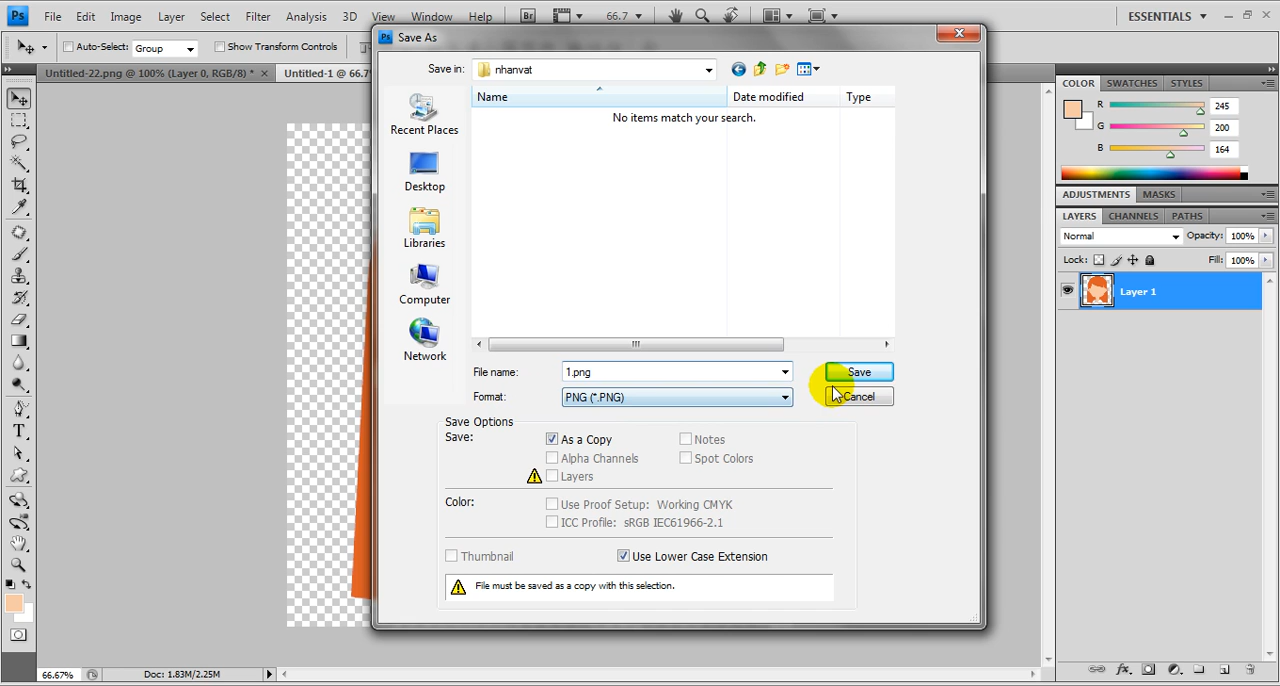 Ps File Edit Image Layer Select Filter Analysis 3D View Window Help Br 66.7 ESSENTIALS
Auto-Select: Group Show Transform Controls
Save As
Untitled-22.png @ 100% (Layer 0, RGB/8) * × Untitled-1 @ 66.7%
Save in: nhanvat
Name Date modified Type
No items match your search.
Recent Places
Desktop
Libraries
Computer
Network
File name: 1.png Save
Format: PNG (*.PNG) Cancel
Save Options
Save: As a Copy Notes
Alpha Channels Spot Colors
Layers
Color: Use Proof Setup: Working CMYK
ICC Profile: sRGB IEC61966-2.1
Thumbnail Use Lower Case Extension
File must be saved as a copy with this selection.
COLOR SWATCHES STYLES
R 245
G 200
B 164
ADJUSTMENTS MASKS
LAYERS CHANNELS PATHS
Normal Opacity: 100%
Lock: Fill: 100%
Layer 1
66.67% Doc: 1.83M/2.25M